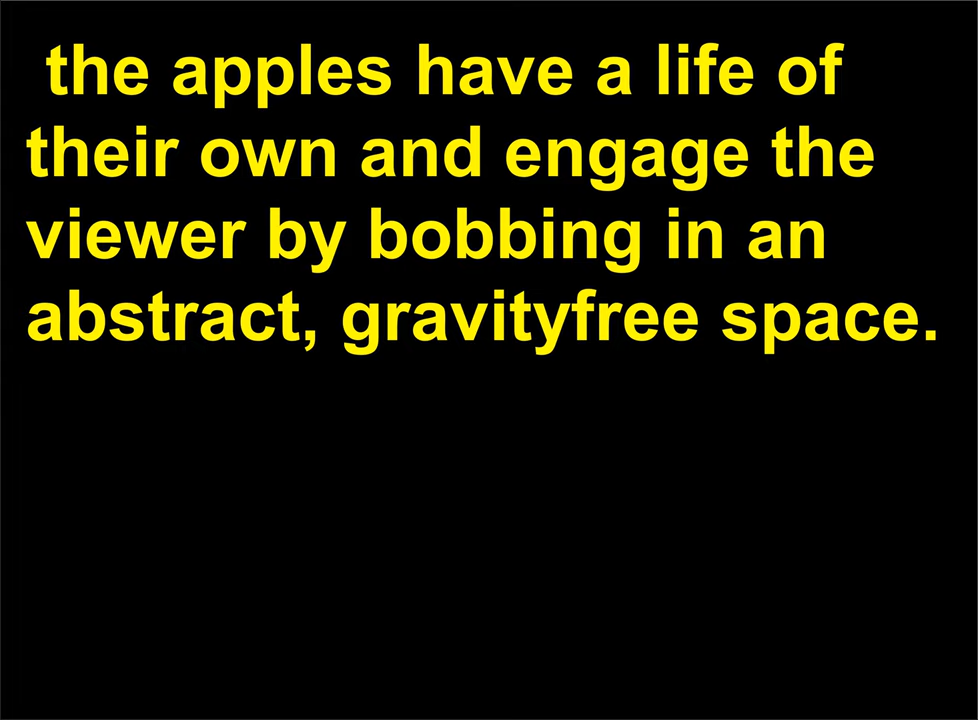 the apples have a life of
their own and engage the
viewer by bobbing in an
abstract, gravityfree space.